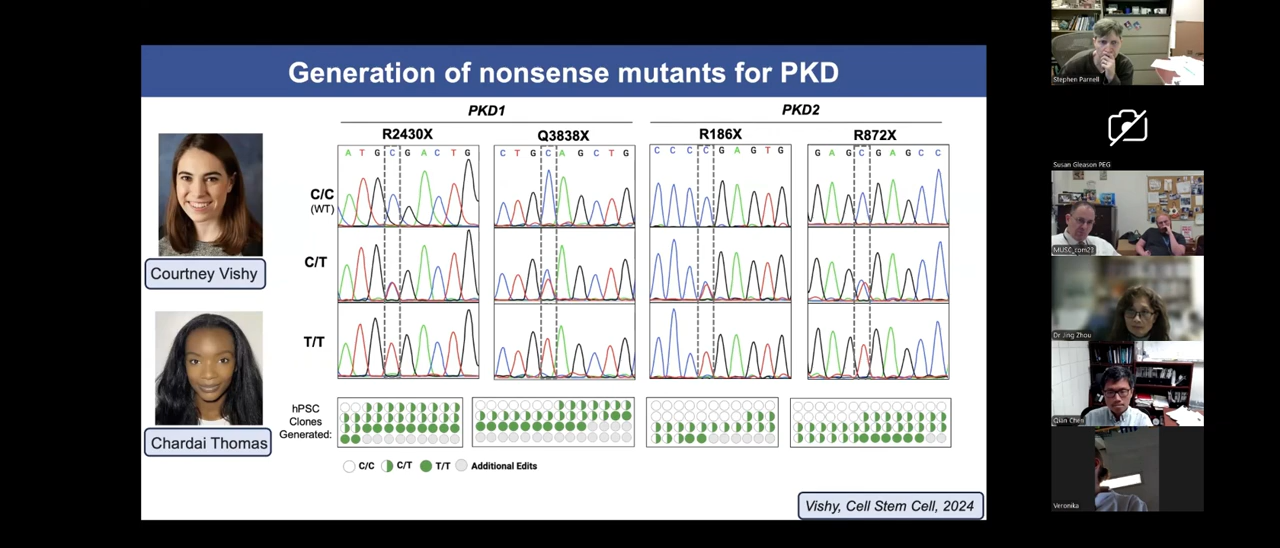 Generation of nonsense mutants for PKD
PKD1
PKD2
R2430X
Q3838X
R186X
R872X
A T G C G A C T G
C T G C A G C T G
C C C C G A G T G
G A G C G A G C C
C/C
(WT)
C/T
T/T
Courtney Vishy
Chardai Thomas
hPSC
Clones
Generated:
C/C
C/T
T/T
Additional Edits
Vishy, Cell Stem Cell, 2024
Stephen Parnell
Susan Gleason PEG
Dr Jing Zhou
Qian Chen
Veronika